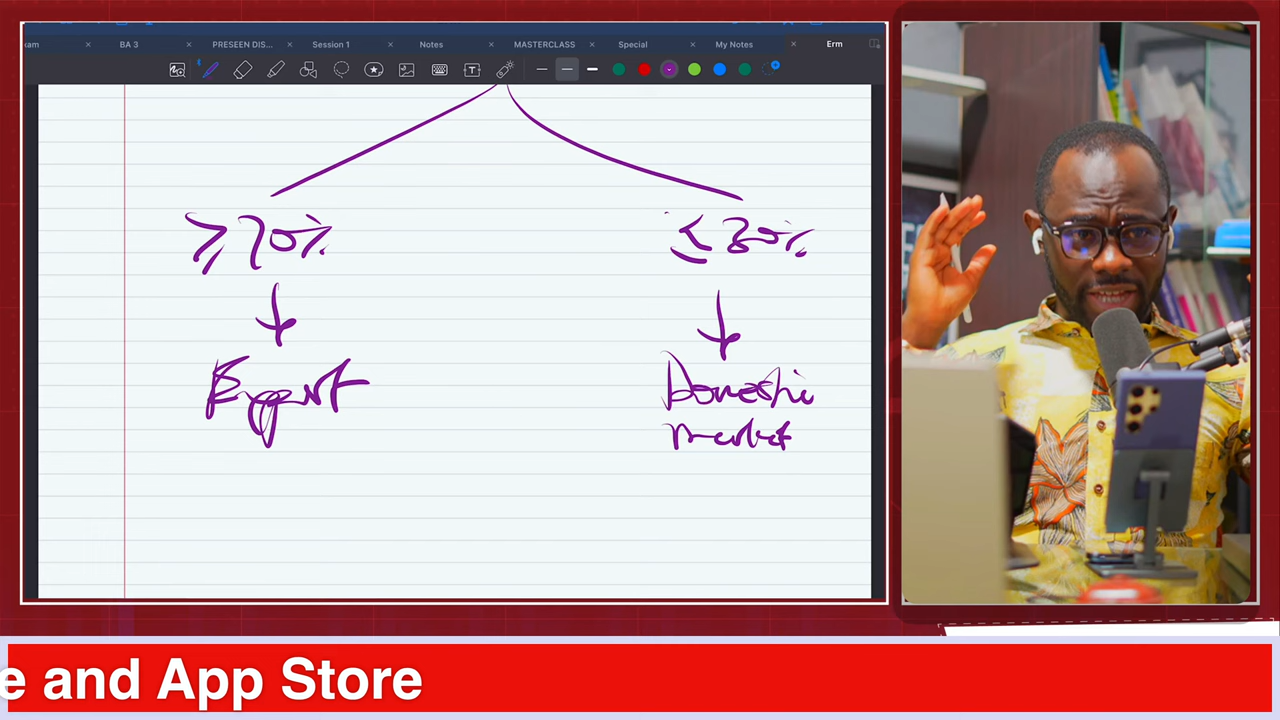 am
BA 3
PRESEEN DIS...
Session 1
Notes
MASTERCLASS
Special
My Notes
Erm
≥70%
≤30%
Export
Domestic
market
e and App Store